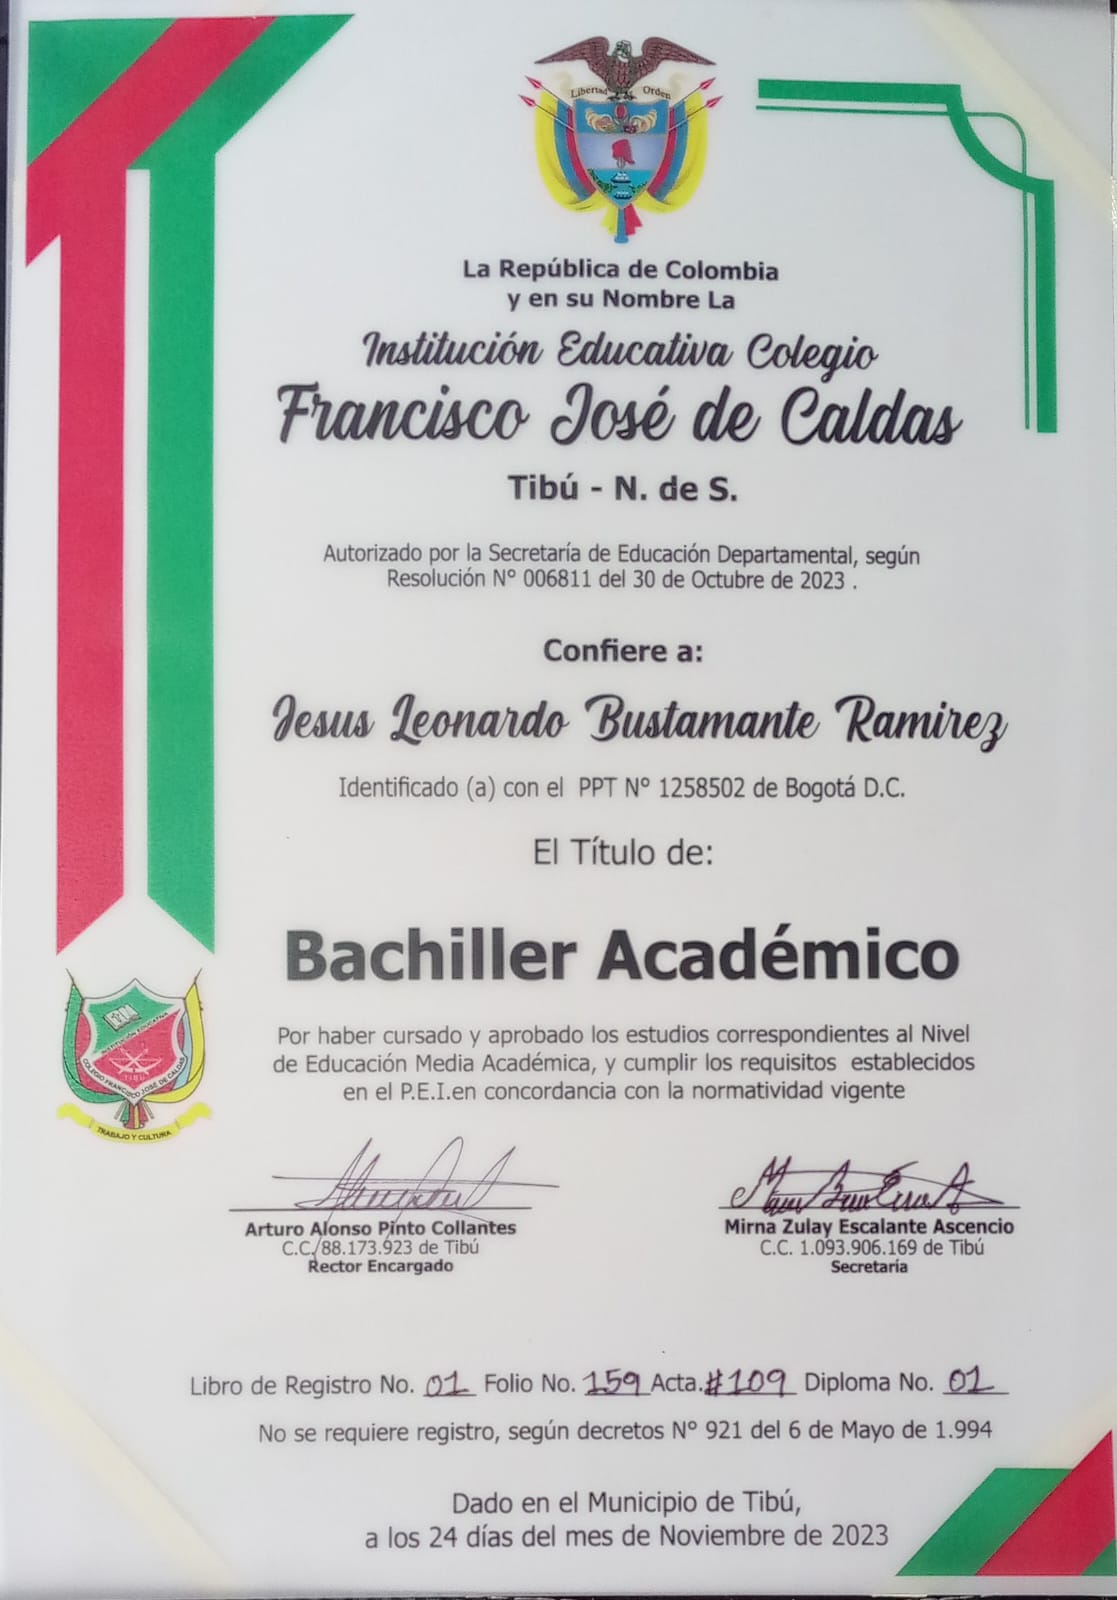 Libertad Orden
La República de Colombia
y en su Nombre La
Institución Educativa Colegio
Francisco José de Caldas
Tibú - N. de S.
Autorizado por la Secretaría de Educación Departamental, según
Resolución N° 006811 del 30 de Octubre de 2023 .
Confiere a:
Jesus Leonardo Bustamante Ramirez
Identificado (a) con el PPT N° 1258502 de Bogotá D.C.
El Título de:
Bachiller Académico
Por haber cursado y aprobado los estudios correspondientes al Nivel
de Educación Media Académica, y cumplir los requisitos establecidos
en el P.E.I.en concordancia con la normatividad vigente
INSTITUCIÓN EDUCATIVA
COLEGIO FRANCISCO JOSE DE CALDAS
TIBÚ
TRABAJO Y CULTURA
Arturo Alonso Pinto Collantes
C.C. 88.173.923 de Tibú
Rector Encargado
Mirna Zulay Escalante Ascencio
C.C. 1.093.906.169 de Tibú
Secretaría
Libro de Registro No. 01 Folio No. 159 Acta.#109 Diploma No. 01
No se requiere registro, según decretos N° 921 del 6 de Mayo de 1.994
Dado en el Municipio de Tibú,
a los 24 días del mes de Noviembre de 2023